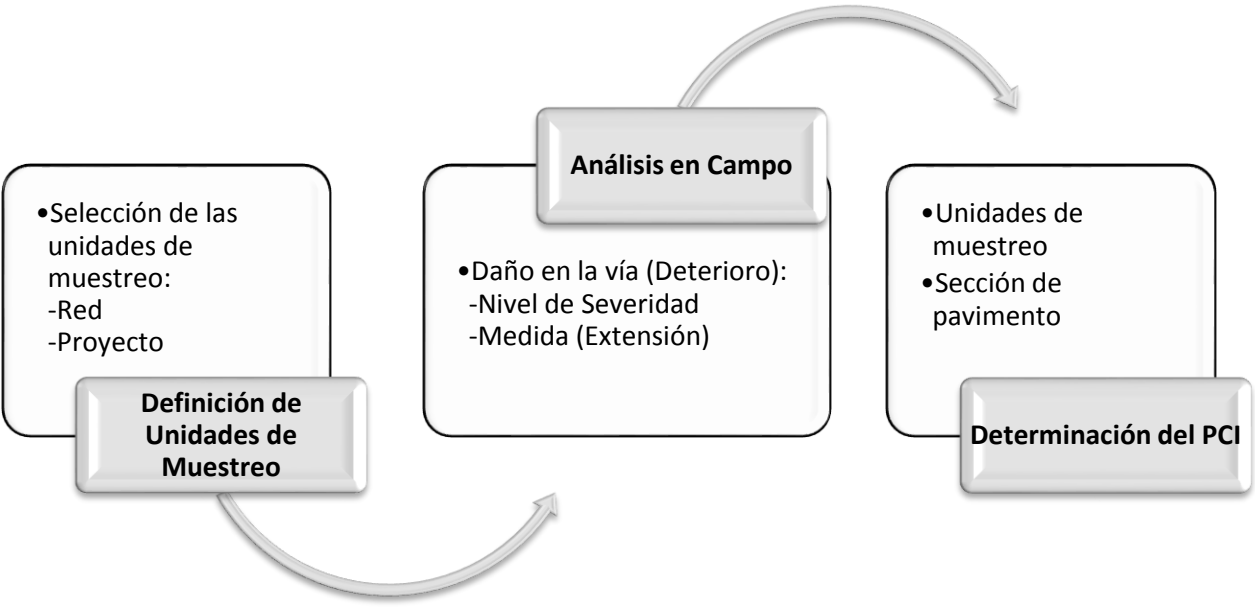 •Selección de las
unidades de
muestreo:
-Red
-Proyecto
Definición de
Unidades de
Muestreo
Análisis en Campo
•Daño en la vía (Deterioro):
-Nivel de Severidad
-Medida (Extensión)
•Unidades de
muestreo
•Sección de
pavimento
Determinación del PCI